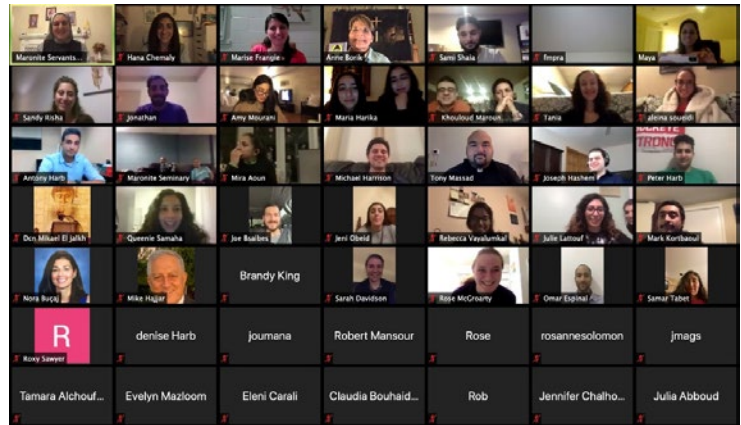 Maronite Servants...
Hana Chemaly
Marise Frangie
Anne Borik
Sami Shala
fmpra
Maya
Sandy Risha
Jonathan
Amy Mourani
Maria Harika
Khouloud Maroun
Tania
aleina soueidi
Antony Harb
Maronite Seminary
Mira Aoun
Michael Harrison
Tony Massad
Joseph Hashem
Peter Harb
Dcn Mikael El Jalkh
Queenie Samaha
Joe Bsaibes
Jeni Obeid
Rebecca Vayalumkal
Julie Lattouf
Mark Kortbaoui
Nora Buçaj
Mike Hajjar
Brandy King
Sarah Davidson
Rose McGroarty
Omar Espinal
Samar Tabet
R
Roxy Sawyer
denise Harb
joumana
Robert Mansour
Rose
rosannesolomon
jmags
Tamara Alchouf...
Evelyn Mazloom
Eleni Carali
Claudia Bouhaid...
Rob
Jennifer Chalho...
Julia Abboud